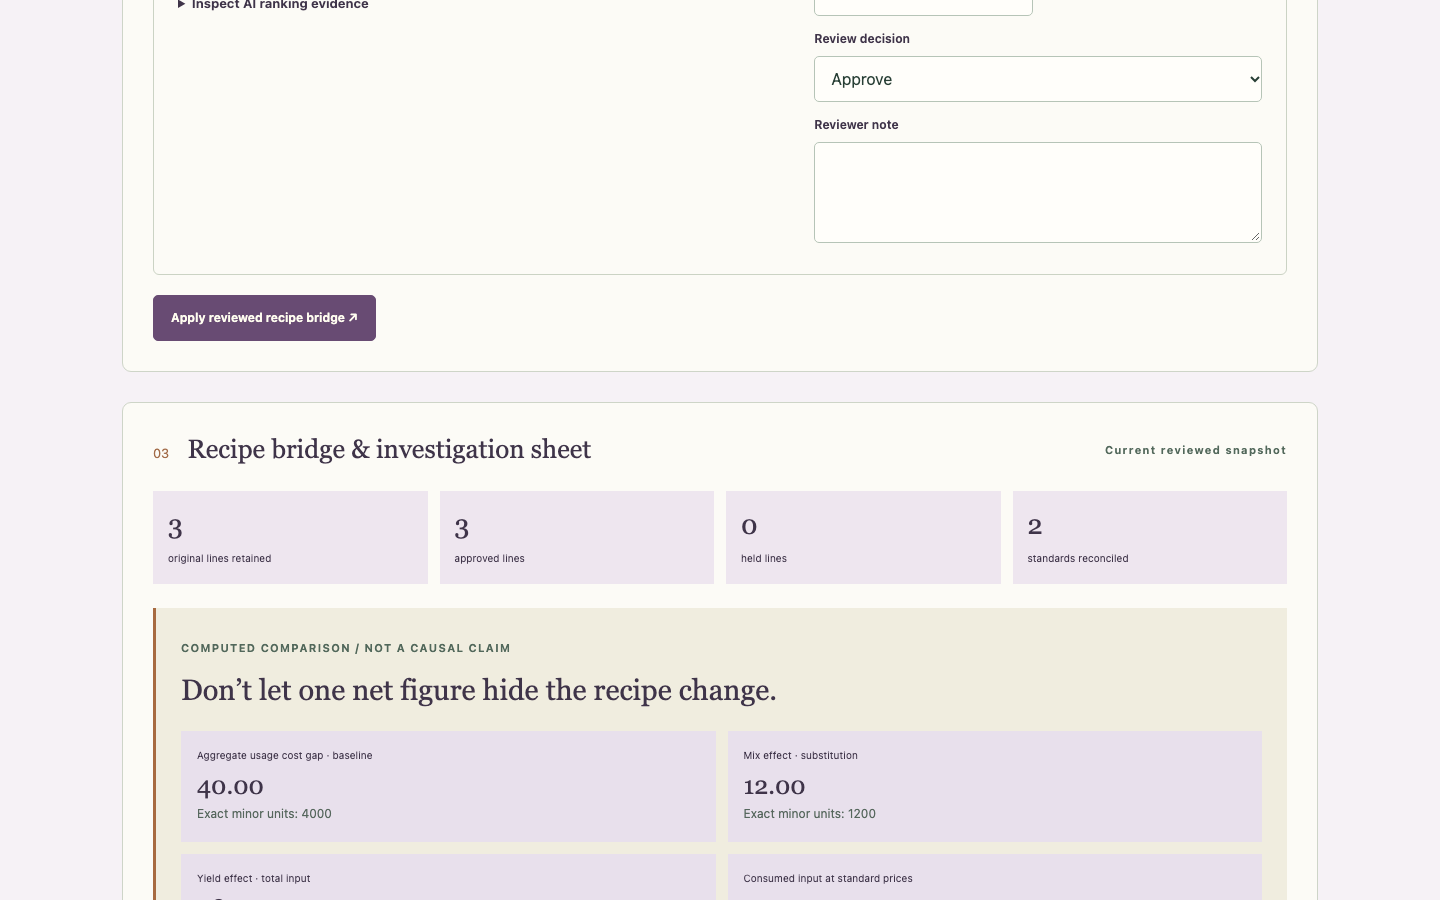 Inspect AI ranking evidence
Review decision
Approve
Reviewer note
Apply reviewed recipe bridge ↗
03 Recipe bridge & investigation sheet
Current reviewed snapshot
3
original lines retained
3
approved lines
0
held lines
2
standards reconciled
COMPUTED COMPARISON / NOT A CAUSAL CLAIM
Don’t let one net figure hide the recipe change.
Aggregate usage cost gap · baseline
40.00
Exact minor units: 4000
Mix effect · substitution
12.00
Exact minor units: 1200
Yield effect · total input
Consumed input at standard prices